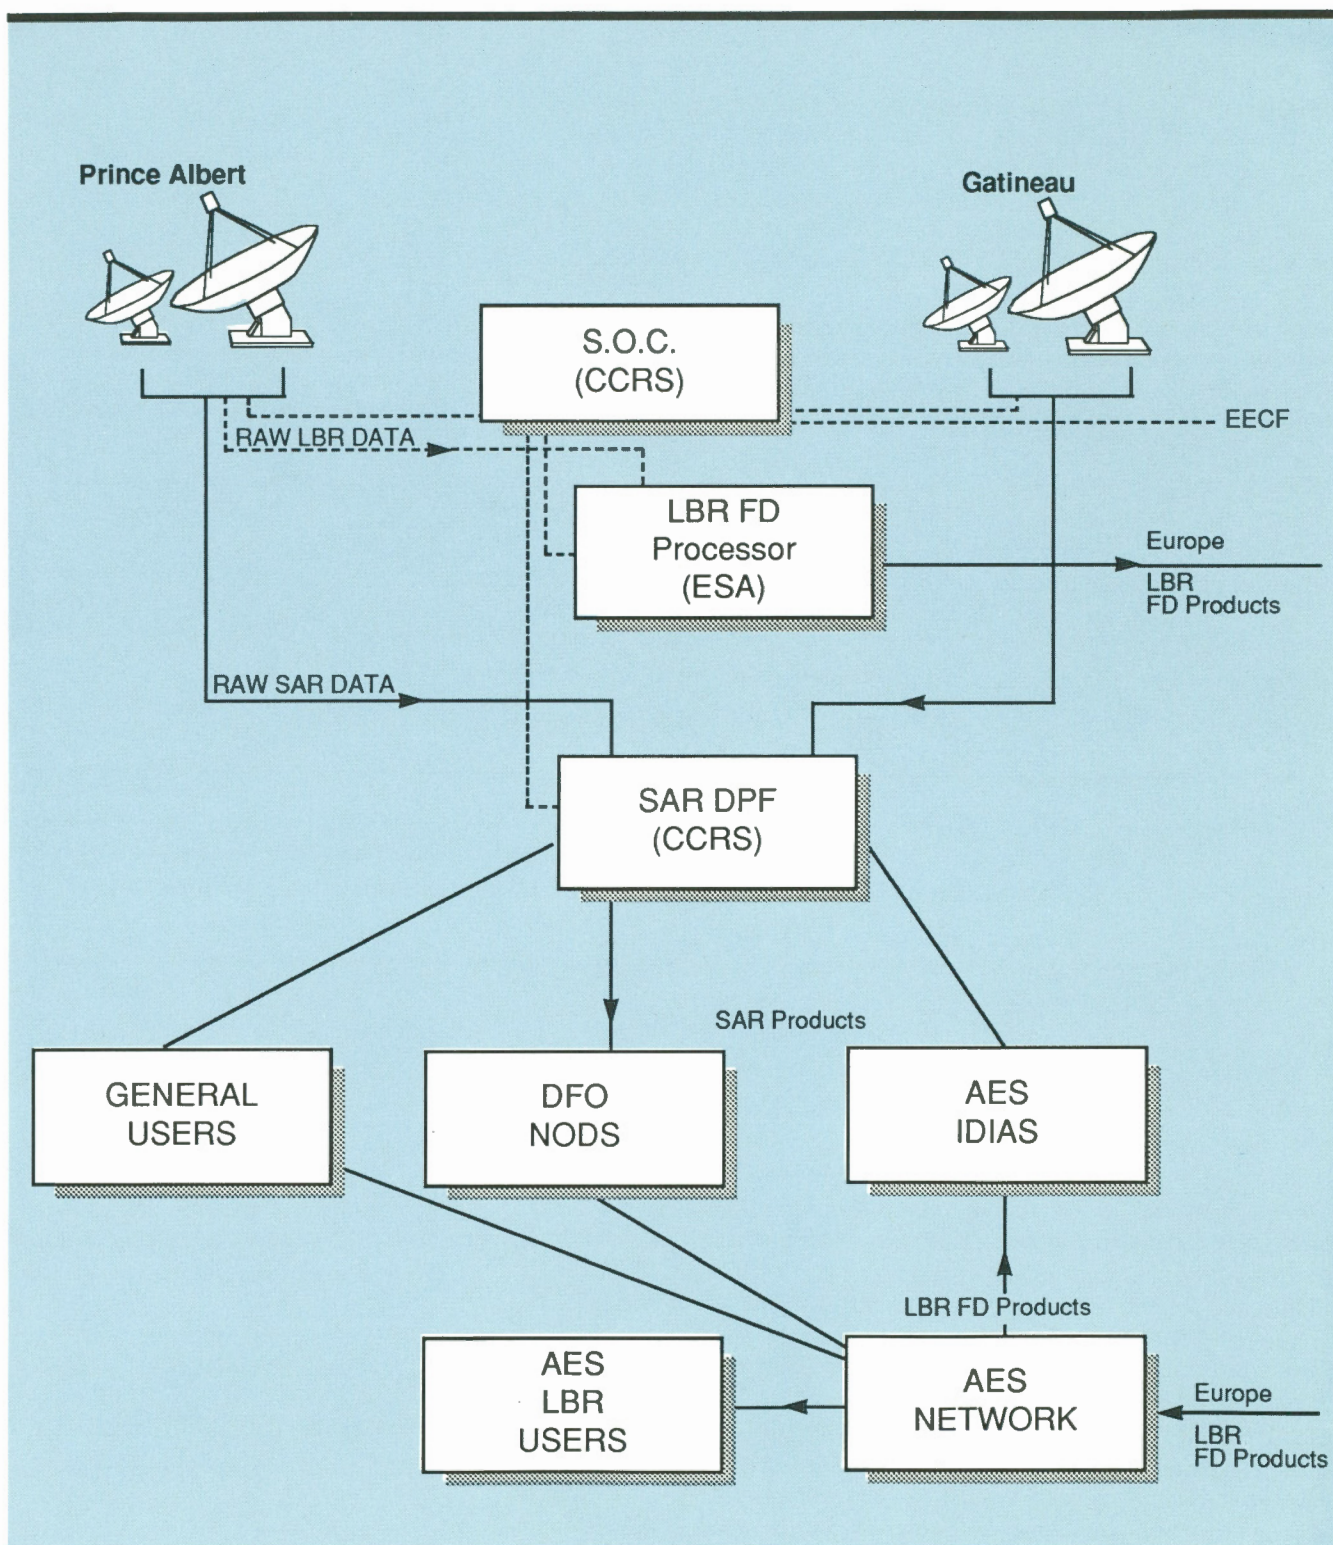 Prince Albert
Gatineau
S.O.C.
(CCRS)
RAW LBR DATA
EECF
LBR FD
Processor
(ESA)
Europe
LBR
FD Products
RAW SAR DATA
SAR DPF
(CCRS)
SAR Products
GENERAL
USERS
DFO
NODS
AES
IDIAS
LBR FD Products
AES
LBR
USERS
AES
NETWORK
Europe
LBR
FD Products